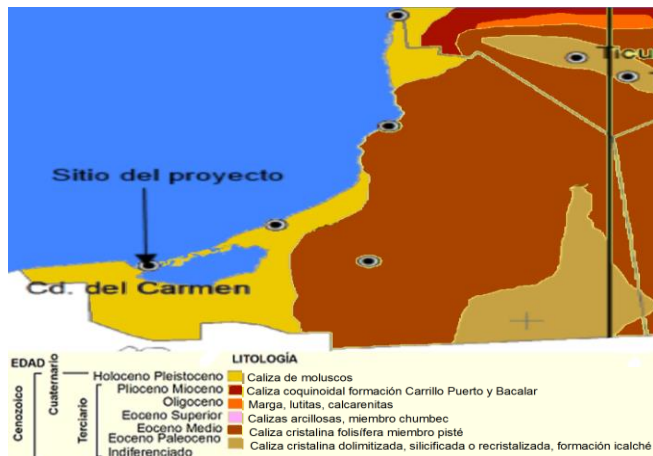 Ticu
Sitio del proyecto
Cd. del Carmen
EDAD
LITOLOGÍA
Cenozoico
Cuaternario
Terciario
Holoceno Pleistoceno
Caliza de moluscos
Plioceno Mioceno
Caliza coquinoidal formación Carrillo Puerto y Bacalar
Oligoceno
Marga, lutitas, calcarenitas
Eoceno Superior
Calizas arcillosas, miembro chumbec
Eoceno Medio
Caliza cristalina folisífera miembro pisté
Eoceno Paleoceno
Indiferenciado
Caliza cristalina dolimitizada, silicificada o recristalizada, formación icalché